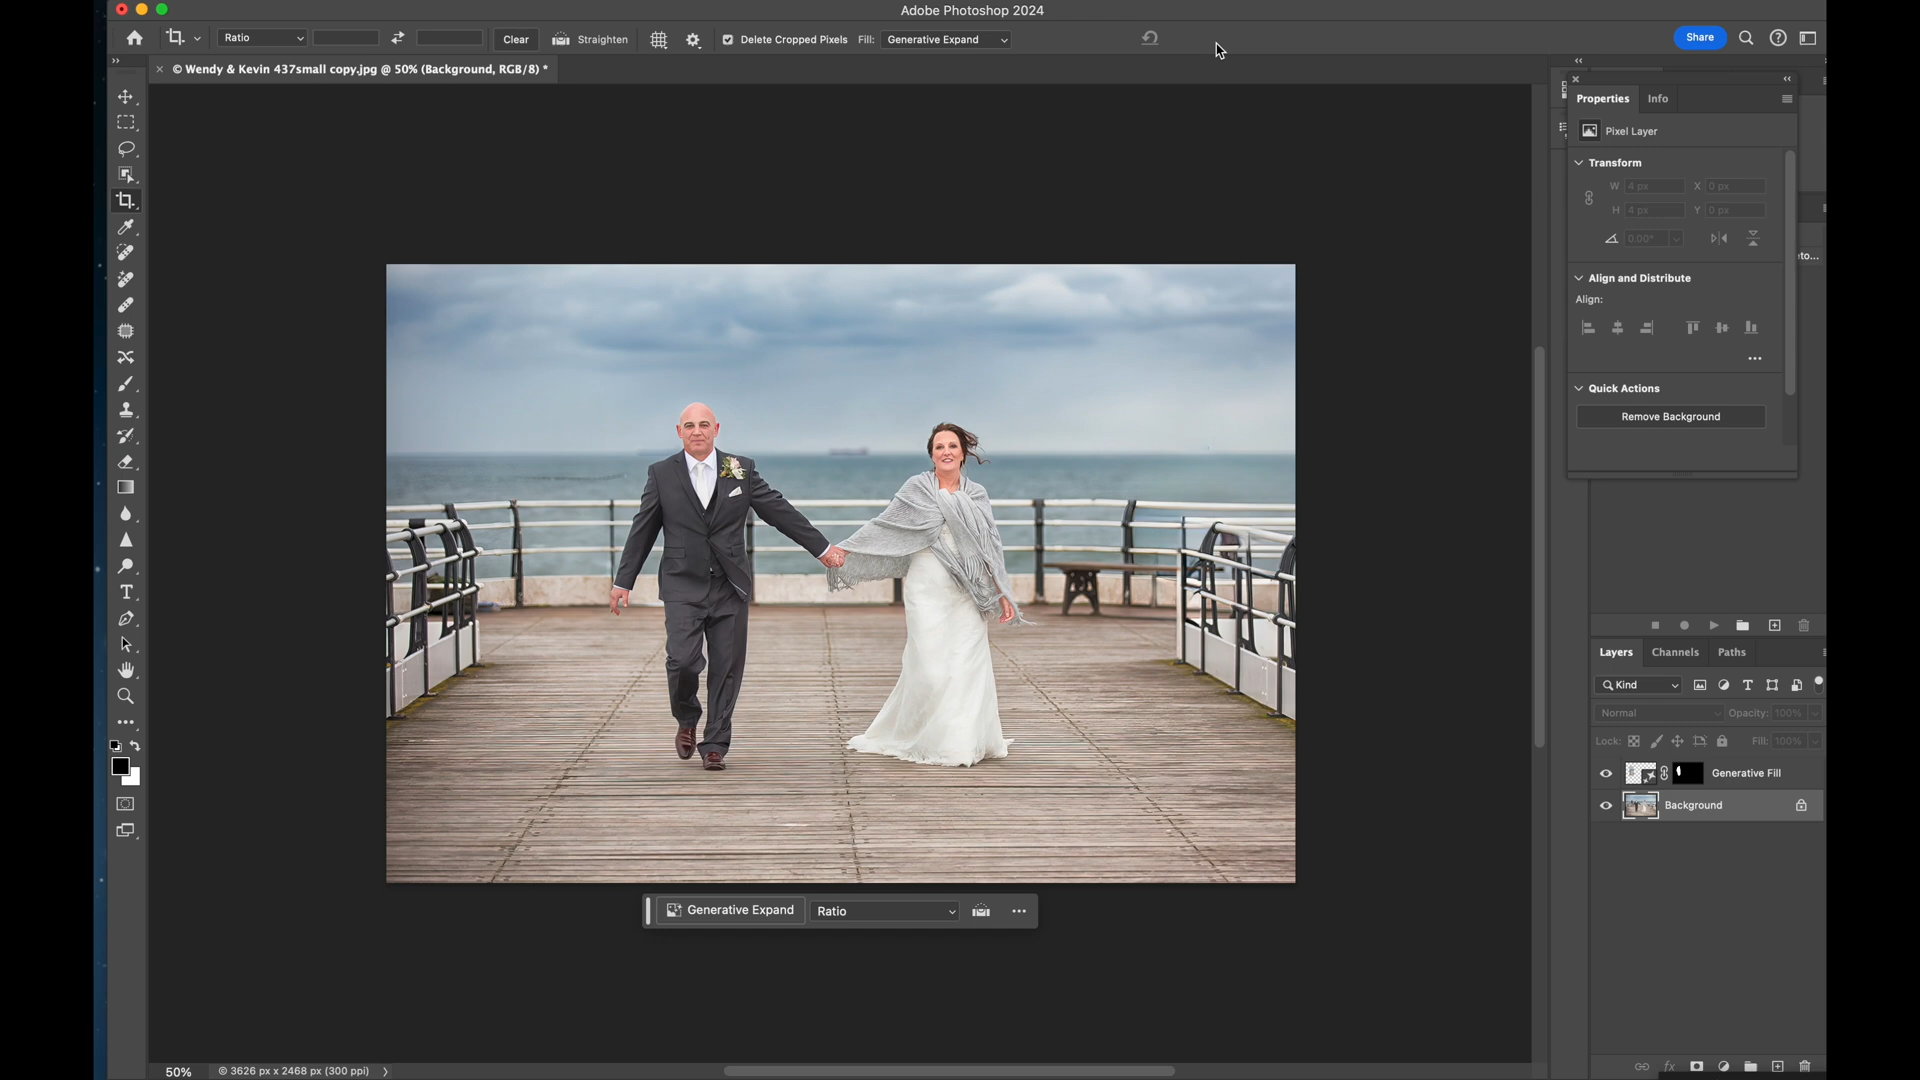 Adobe Photoshop 2024
Ratio
Clear
Straighten
Delete Cropped Pixels
Fill:
Generative Expand
Share
© Wendy & Kevin 437small copy.jpg @ 50% (Background, RGB/8) *
Properties
Info
Pixel Layer
Transform
W 4 px X 0 px
H 4 px Y 0 px
0.00°
eto...
Align and Distribute
Align:
Quick Actions
Remove Background
Layers
Channels
Paths
Kind
Normal
Opacity: 100%
Lock:
Fill: 100%
Generative Fill
Background
Generative Expand
Ratio
50%
© 3626 px x 2468 px (300 ppi)